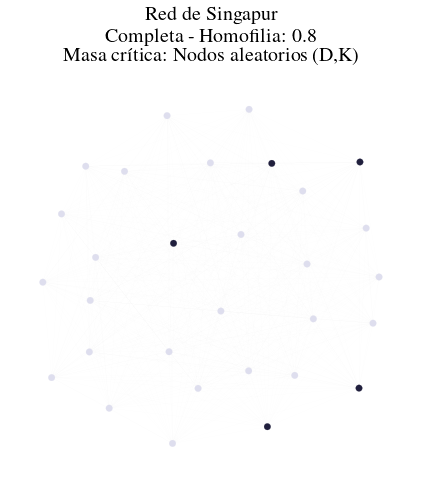 Red de Singapur
Completa - Homofilia: 0.8
Masa crítica: Nodos aleatorios (D,K)